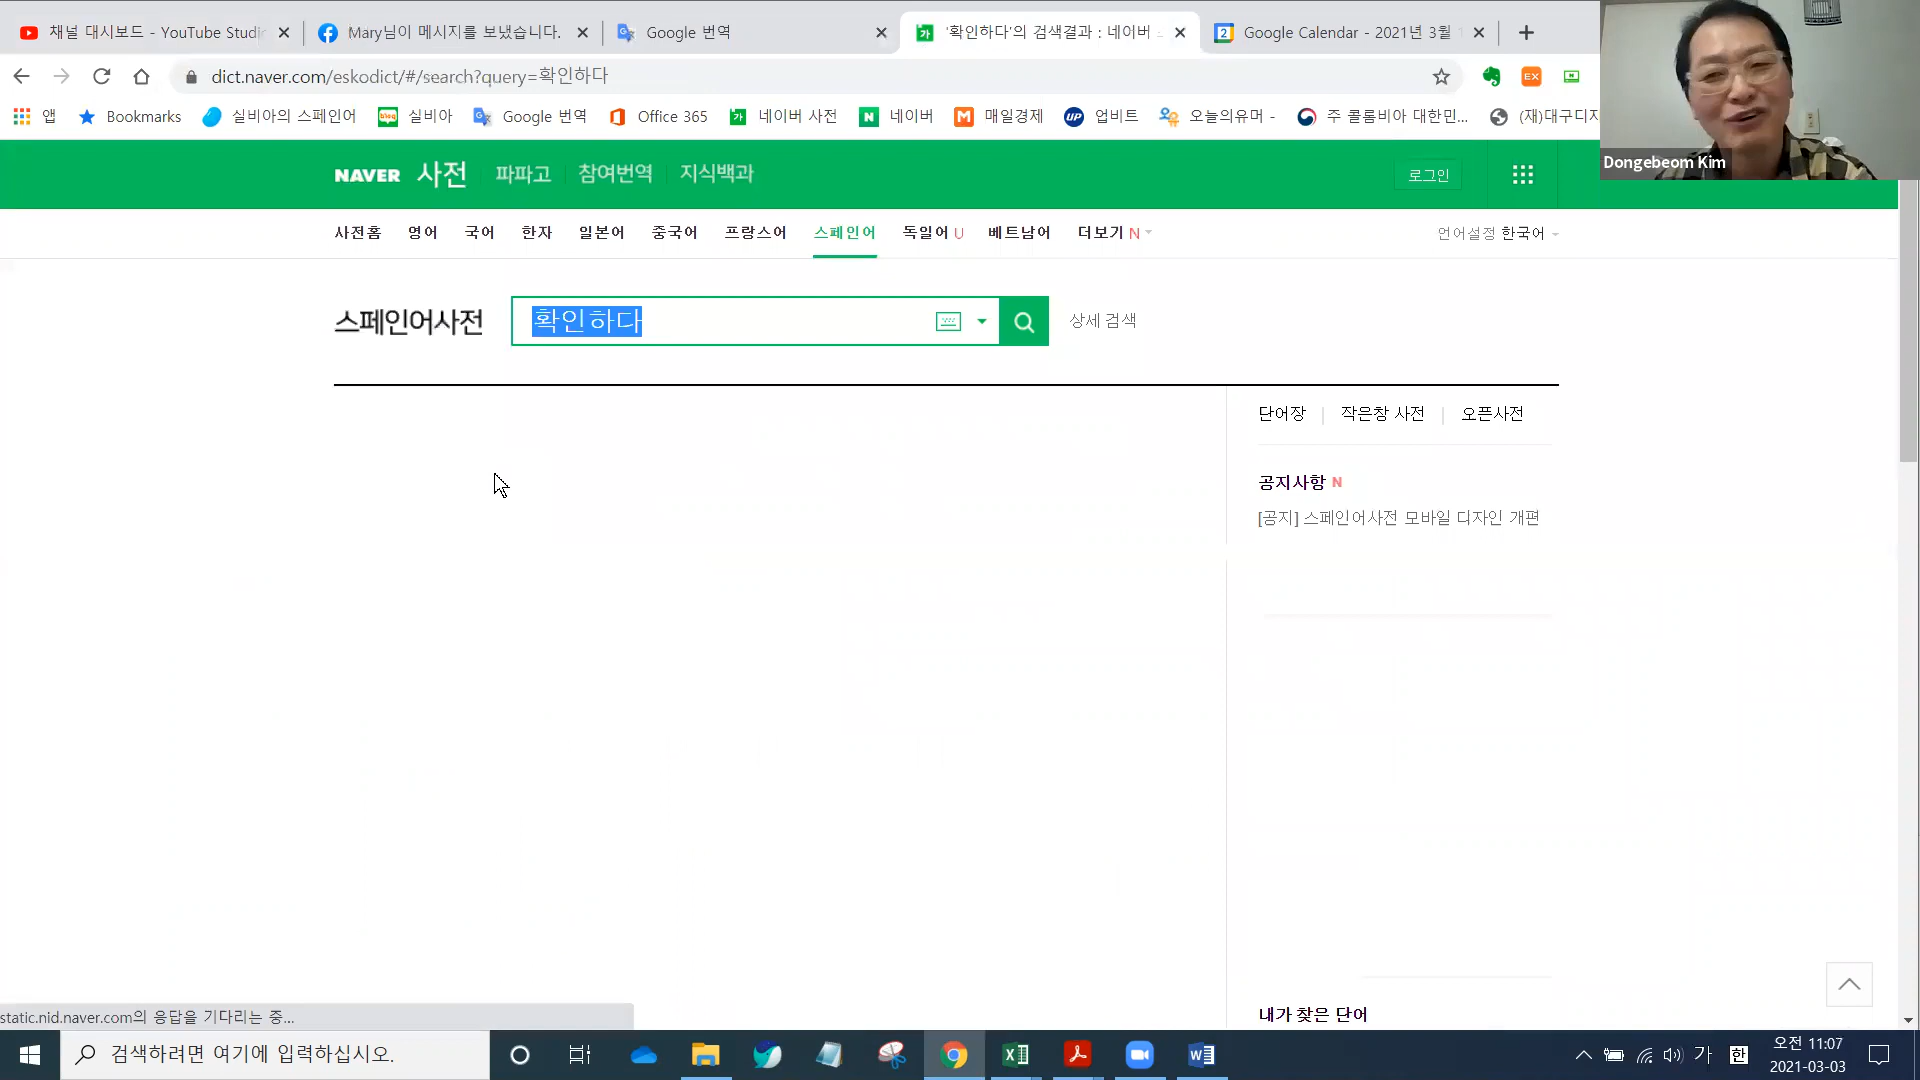 채널 대시보드 - YouTube Studi
Mary님이 메시지를 보냈습니다.
Google 번역
'확인하다'의 검색결과 : 네이버
Google Calendar - 2021년 3월
dict.naver.com/eskodict/#/search?query=확인하다
EX
앱
Bookmarks
실비아의 스페인어
blog
실비아
Google 번역
Office 365
네이버 사전
N
네이버
M
매일경제
UP
업비트
오늘의유머 -
주 콜롬비아 대한민...
(재)대구디지
Dongebeom Kim
NAVER 사전
파파고
참여번역
지식백과
로그인
사전홈
영어
국어
한자
일본어
중국어
프랑스어
스페인어
독일어 U
베트남어
더보기 N
언어설정 한국어
스페인어사전
확인하다
상세 검색
단어장
작은창 사전
오픈사전
공지사항 N
[공지] 스페인어사전 모바일 디자인 개편
내가 찾은 단어
static.nid.naver.com의 응답을 기다리는 중...
검색하려면 여기에 입력하십시오.
가
한
오전 11:07
2021-03-03